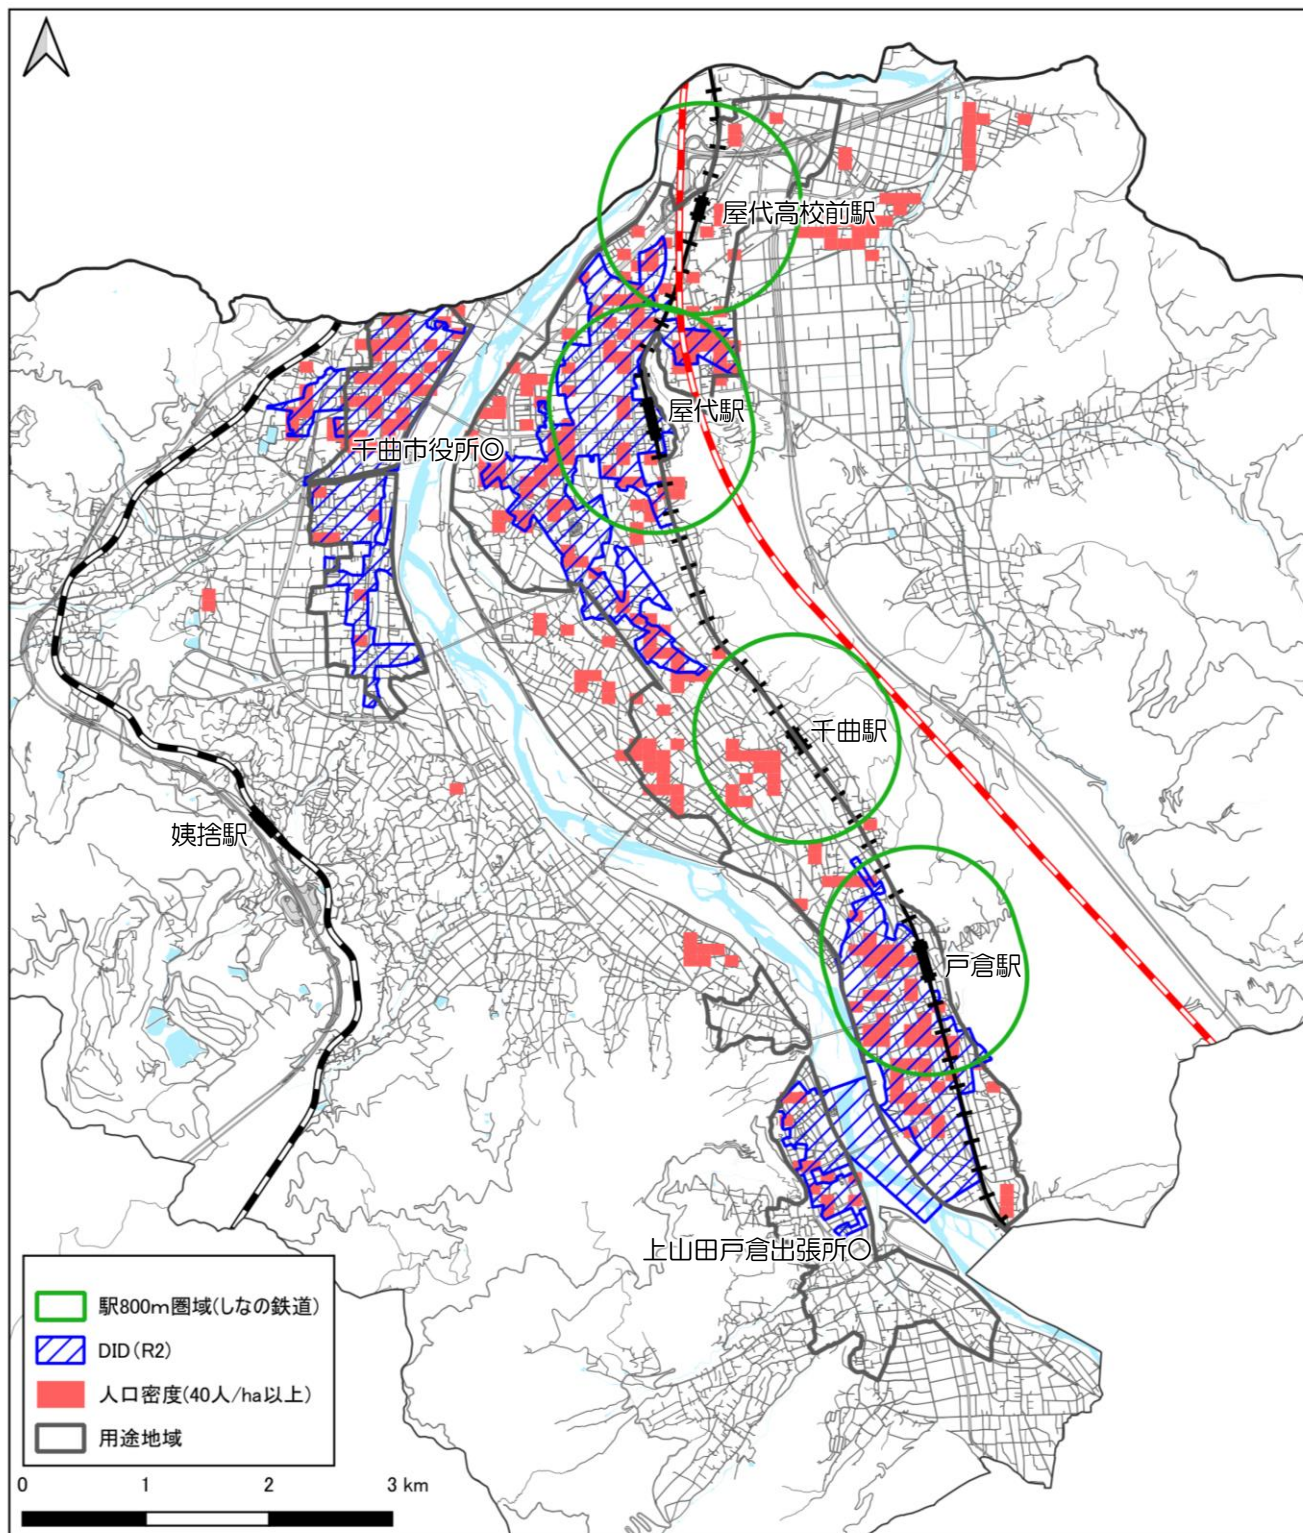 屋代高校前駅
屋代駅
千曲市役所◎
千曲駅
姨捨駅
戸倉駅
上山田戸倉出張所○
駅800m圏域(しなの鉄道)
DID(R2)
人口密度(40人/ha以上)
用途地域
0 1 2 3 km